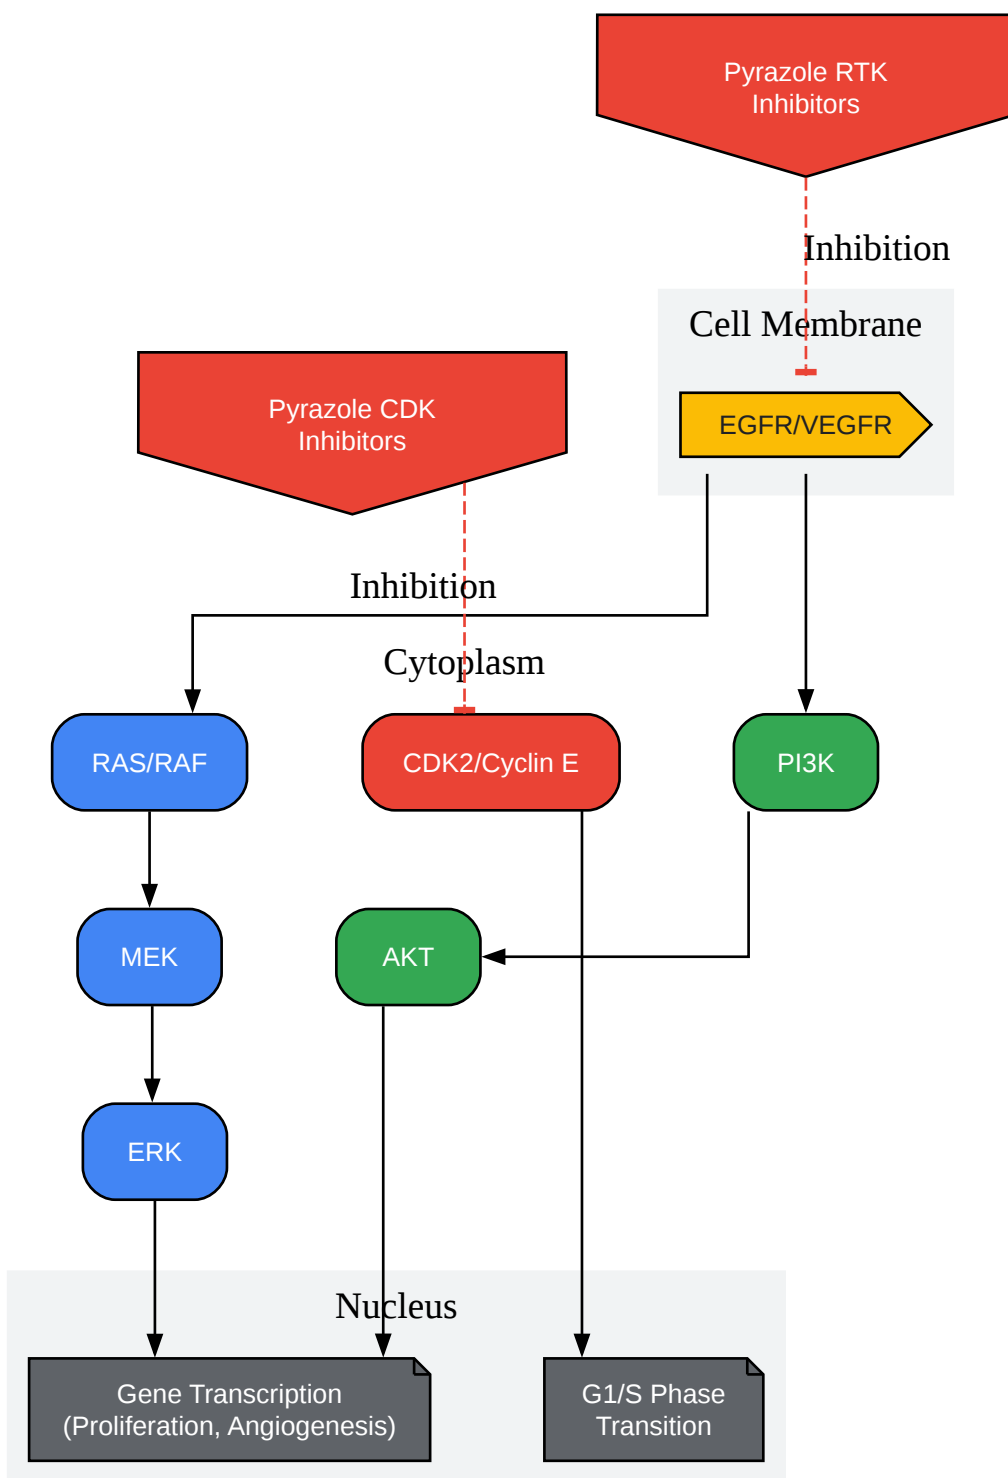 Pyrazole RTK
Inhibitors
Inhibition
Cell Membrane
EGFR/VEGFR
Pyrazole CDK
Inhibitors
Inhibition
Cytoplasm
RAS/RAF
CDK2/Cyclin E
PI3K
MEK
AKT
ERK
Nucleus
Gene Transcription
(Proliferation, Angiogenesis)
G1/S Phase
Transition